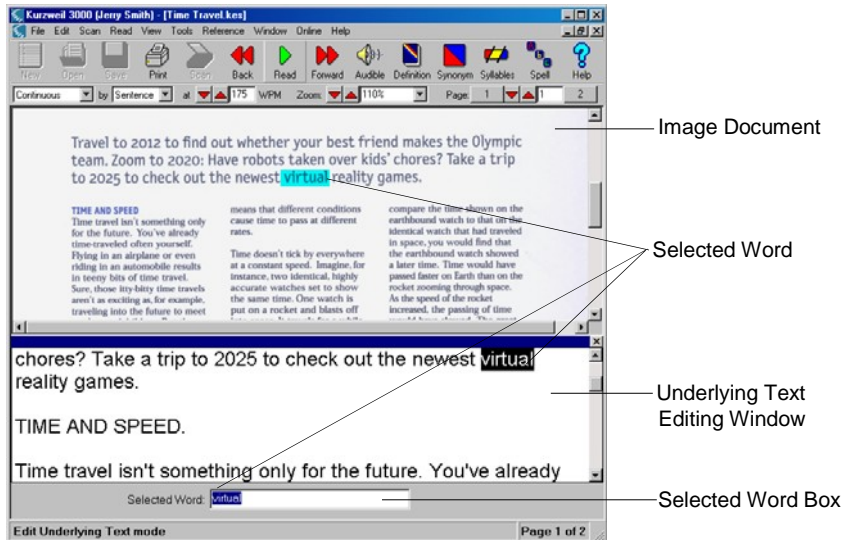 Kurzweil 3000 (Jerry Smith) - [Time Travel.kes]
File Edit Scan Read View Tools Reference Window Online Help
New Open Save Print Scan Back Read Forward Audible Definition Synonym Syllables Spell Help
Continuous by Sentence at 175 WPM Zoom: 110% Page: 1 1 2
Travel to 2012 to find out whether your best friend makes the Olympic
team. Zoom to 2020: Have robots taken over kids' chores? Take a trip
to 2025 to check out the newest virtual reality games.
TIME AND SPEED
Time travel isn't something only
for the future. You've already
time-traveled often yourself.
Flying in an airplane or even
riding in an automobile results
in teeny bits of time travel.
Sure, those itty-bitty time travels
aren't as exciting as, for example,
traveling into the future to meet
means that different conditions
cause time to pass at different
rates.
Time doesn't tick by everywhere
at a constant speed. Imagine, for
instance, two identical, highly
accurate watches set to show
the same time. One watch is
put on a rocket and blasts off
compare the time shown on the
earthbound watch to that on the
identical watch that had traveled
in space, you would find that
the earthbound watch showed
a later time. Time would have
passed faster on Earth than on the
rocket zooming through space.
As the speed of the rocket
increased, the passing of time
chores? Take a trip to 2025 to check out the newest virtual
reality games.
TIME AND SPEED.
Time travel isn't something only for the future. You've already
Selected Word: virtual
Edit Underlying Text mode Page 1 of 2
Image Document
Selected Word
Underlying Text
Editing Window
Selected Word Box